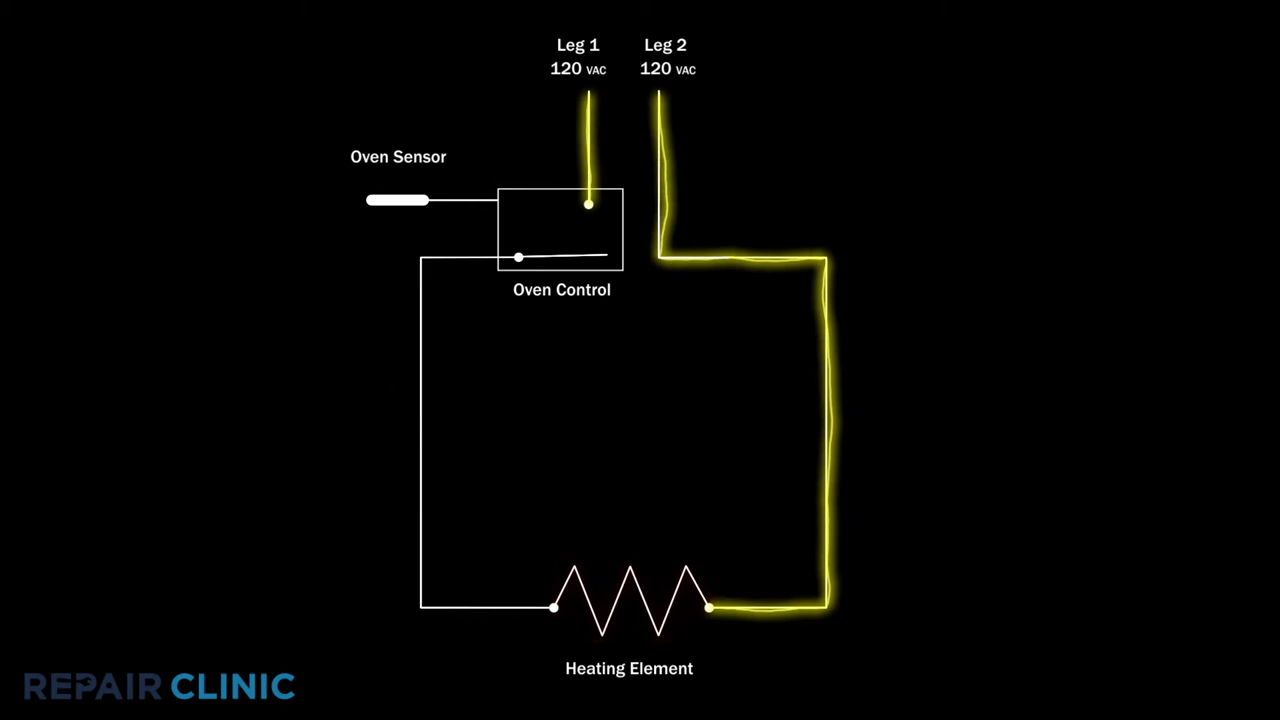 Leg 1
120 VAC
Leg 2
120 VAC
Oven Sensor
Oven Control
Heating Element
REPAIR CLINIC